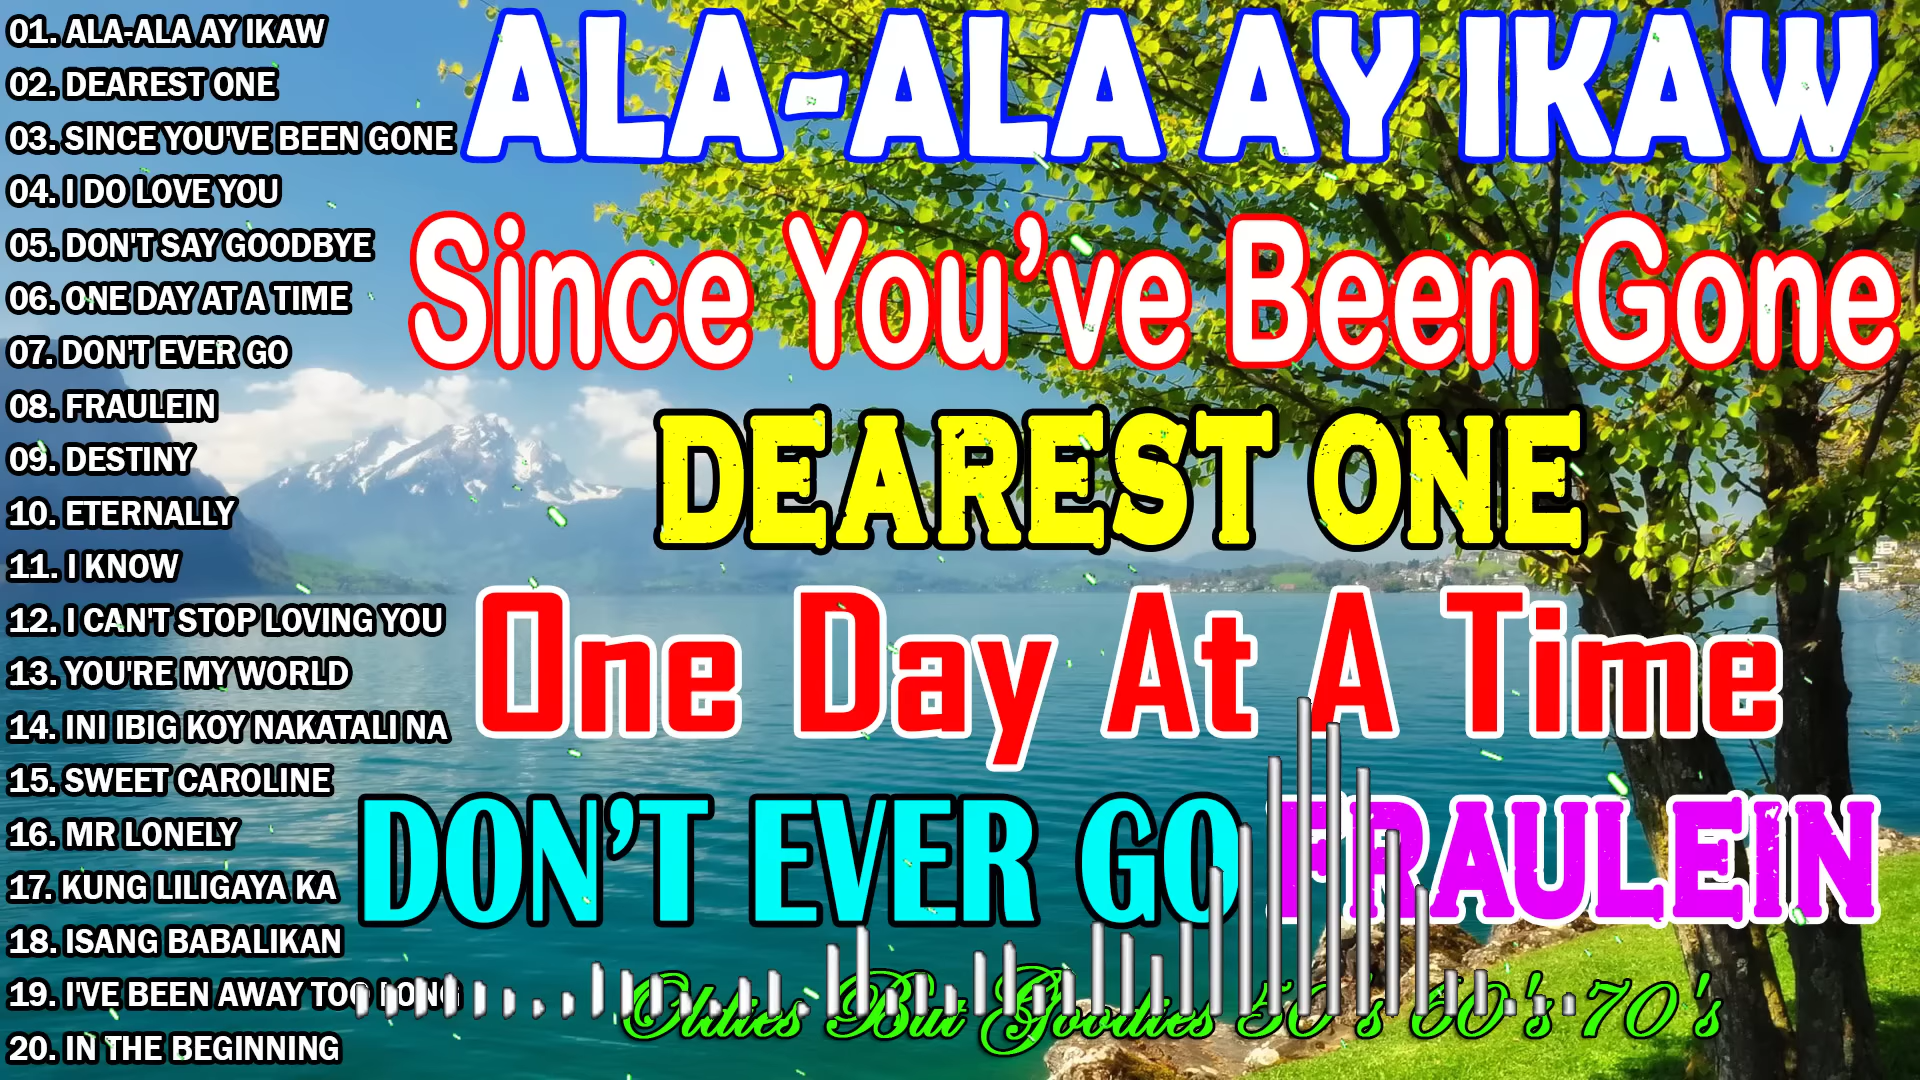 01. ALA-ALA AY IKAW
02. DEAREST ONE
03. SINCE YOU'VE BEEN GONE
04. I DO LOVE YOU
05. DON'T SAY GOODBYE
06. ONE DAY AT A TIME
07. DON'T EVER GO
08. FRAULEIN
09. DESTINY
10. ETERNALLY
11. I KNOW
12. I CAN'T STOP LOVING YOU
13. YOU'RE MY WORLD
14. INI IBIG KOY NAKATALI NA
15. SWEET CAROLINE
16. MR LONELY
17. KUNG LILIGAYA KA
18. ISANG BABALIKAN
19. I'VE BEEN AWAY TOO LONG
20. IN THE BEGINNING
ALA-ALA AY IKAW
Since You've Been Gone
DEAREST ONE
One Day At A Time
DON'T EVER GO FRAULEIN
Oldies But Goodies 50's 60's 70's